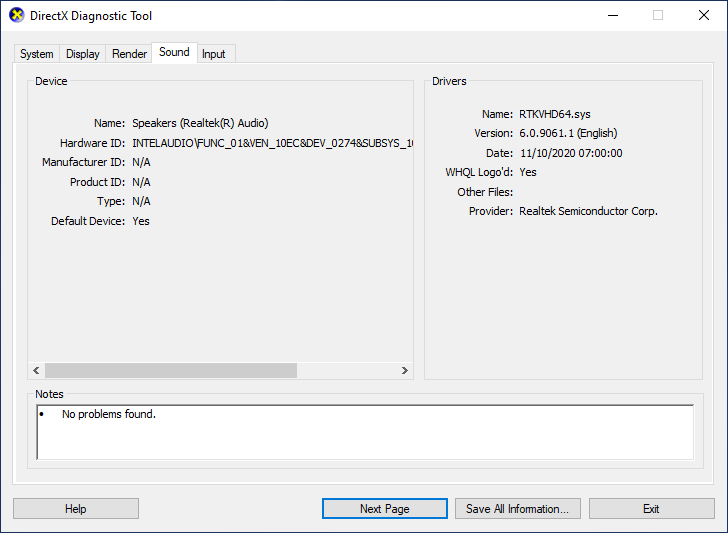 DirectX Diagnostic Tool
System Display Render Sound Input
Device
Name: Speakers (Realtek(R) Audio)
Hardware ID: INTELAUDIO\FUNC_01&VEN_10EC&DEV_0274&SUBSYS_10
Manufacturer ID: N/A
Product ID: N/A
Type: N/A
Default Device: Yes
Drivers
Name: RTKVHD64.sys
Version: 6.0.9061.1 (English)
Date: 11/10/2020 07:00:00
WHQL Logo'd: Yes
Other Files:
Provider: Realtek Semiconductor Corp.
Notes
• No problems found.
Help Next Page Save All Information... Exit